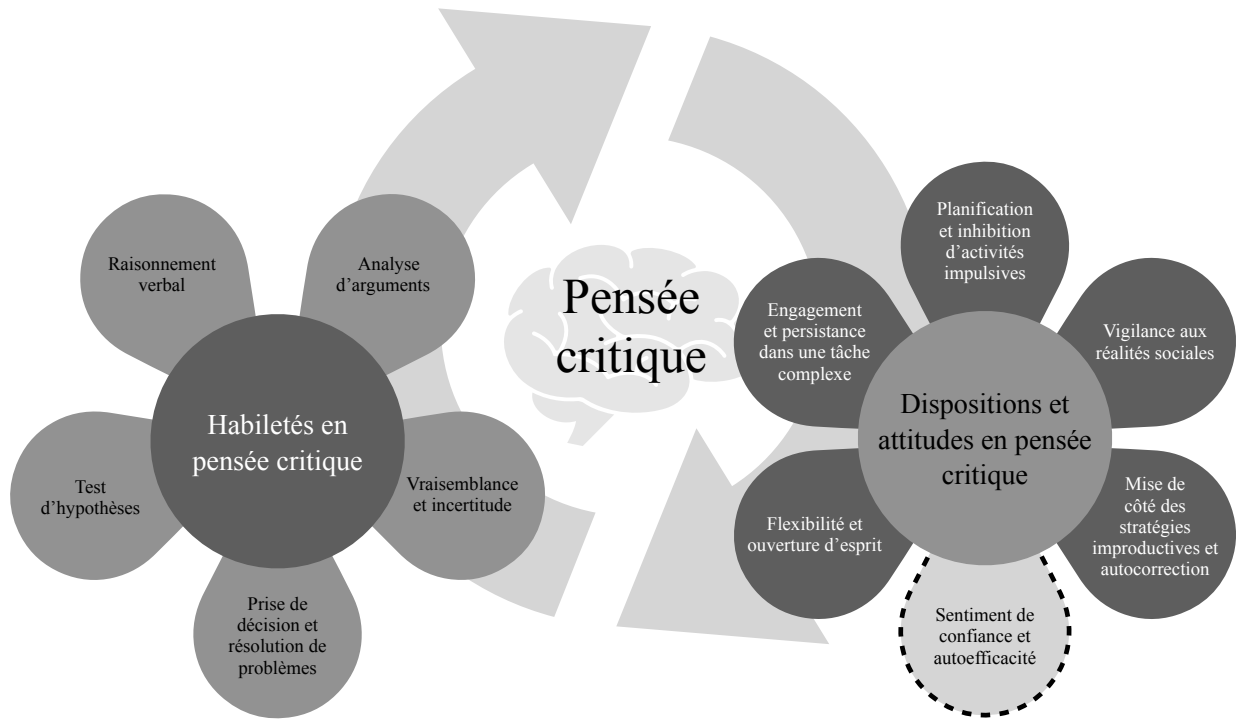 Pensée
critique
Habiletés en
pensée critique
Raisonnement
verbal
Analyse
d’arguments
Vraisemblance
et incertitude
Prise de
décision et
résolution de
problèmes
Test
d’hypothèses
Dispositions et
attitudes en pensée
critique
Planification
et inhibition
d’activités
impulsives
Vigilance aux
réalités sociales
Mise de
côté des
stratégies
improductives et
autocorrection
Sentiment de
confiance et
autoefficacité
Flexibilité et
ouverture d’esprit
Engagement
et persistance
dans une tâche
complexe